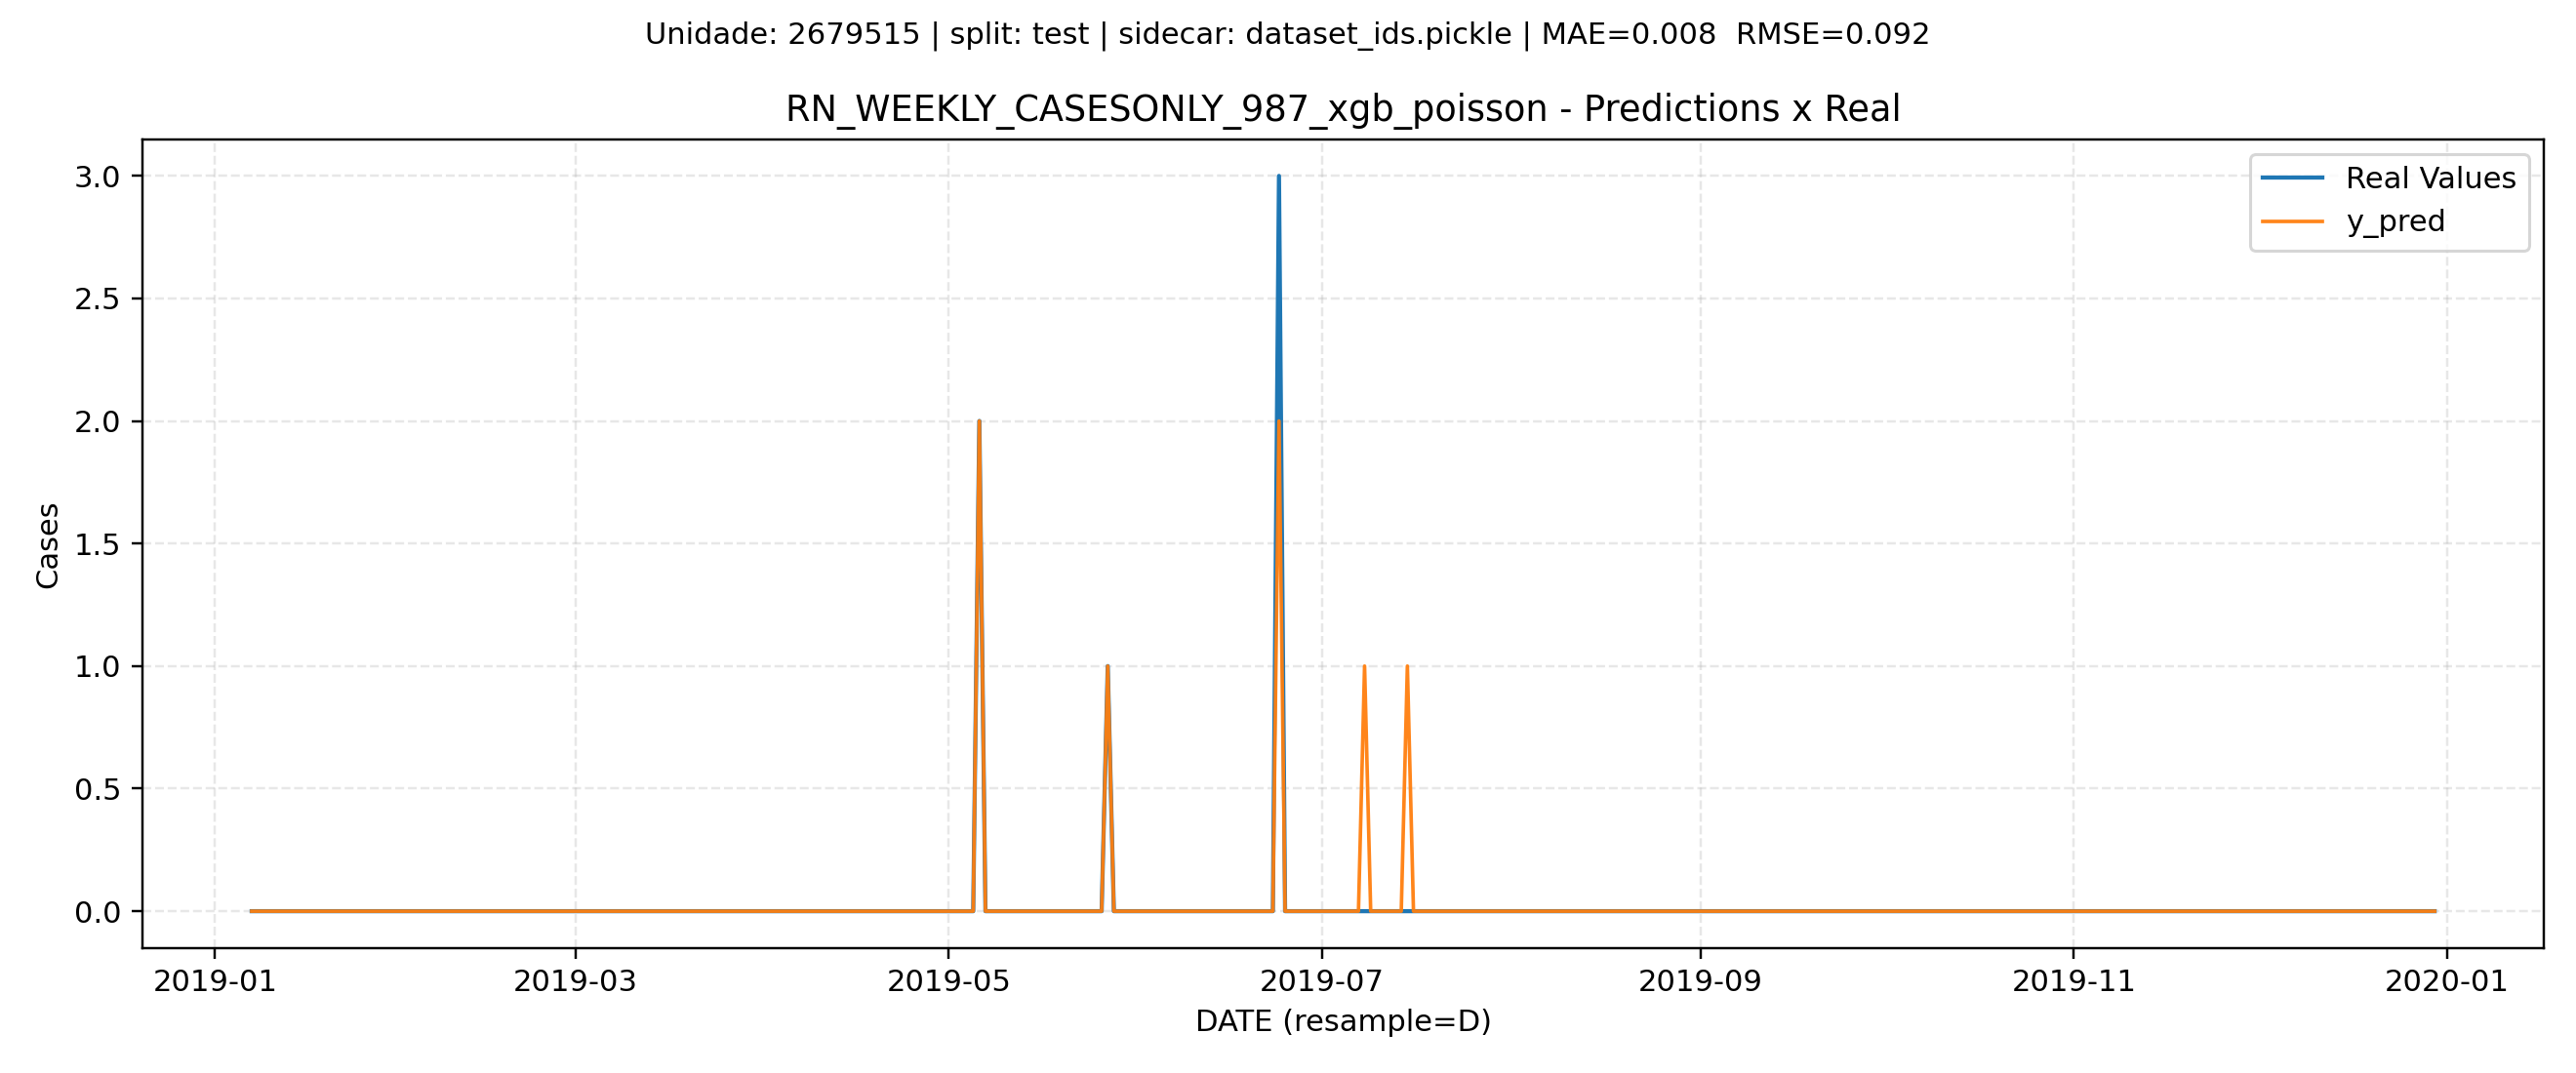 Unidade: 2679515 | split: test | sidecar: dataset_ids.pickle | MAE=0.008  RMSE=0.092
RN_WEEKLY_CASESONLY_987_xgb_poisson - Predictions x Real
Real Values
y_pred
3.0
2.5
2.0
1.5
1.0
0.5
0.0
Cases
2019-01 2019-03 2019-05 2019-07 2019-09 2019-11 2020-01
DATE (resample=D)